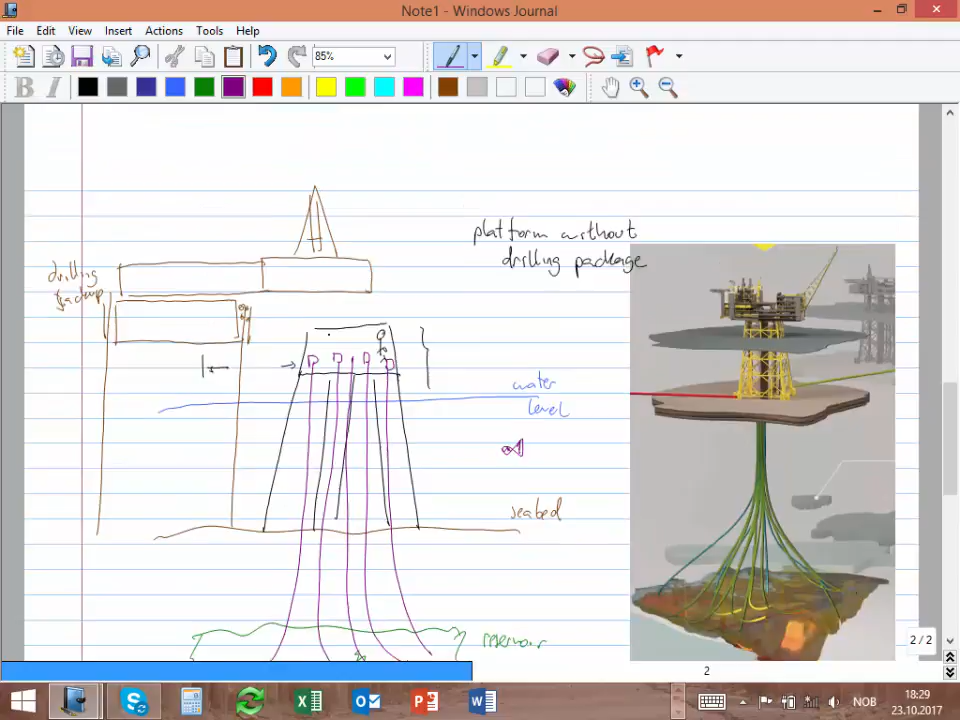 Note1 - Windows Journal
File Edit View Insert Actions Tools Help
85%
B I
platform without
drilling package
drilling
jackup
water
level
seabed
reservoir
2 / 2
2
NOB
18:29
23.10.2017